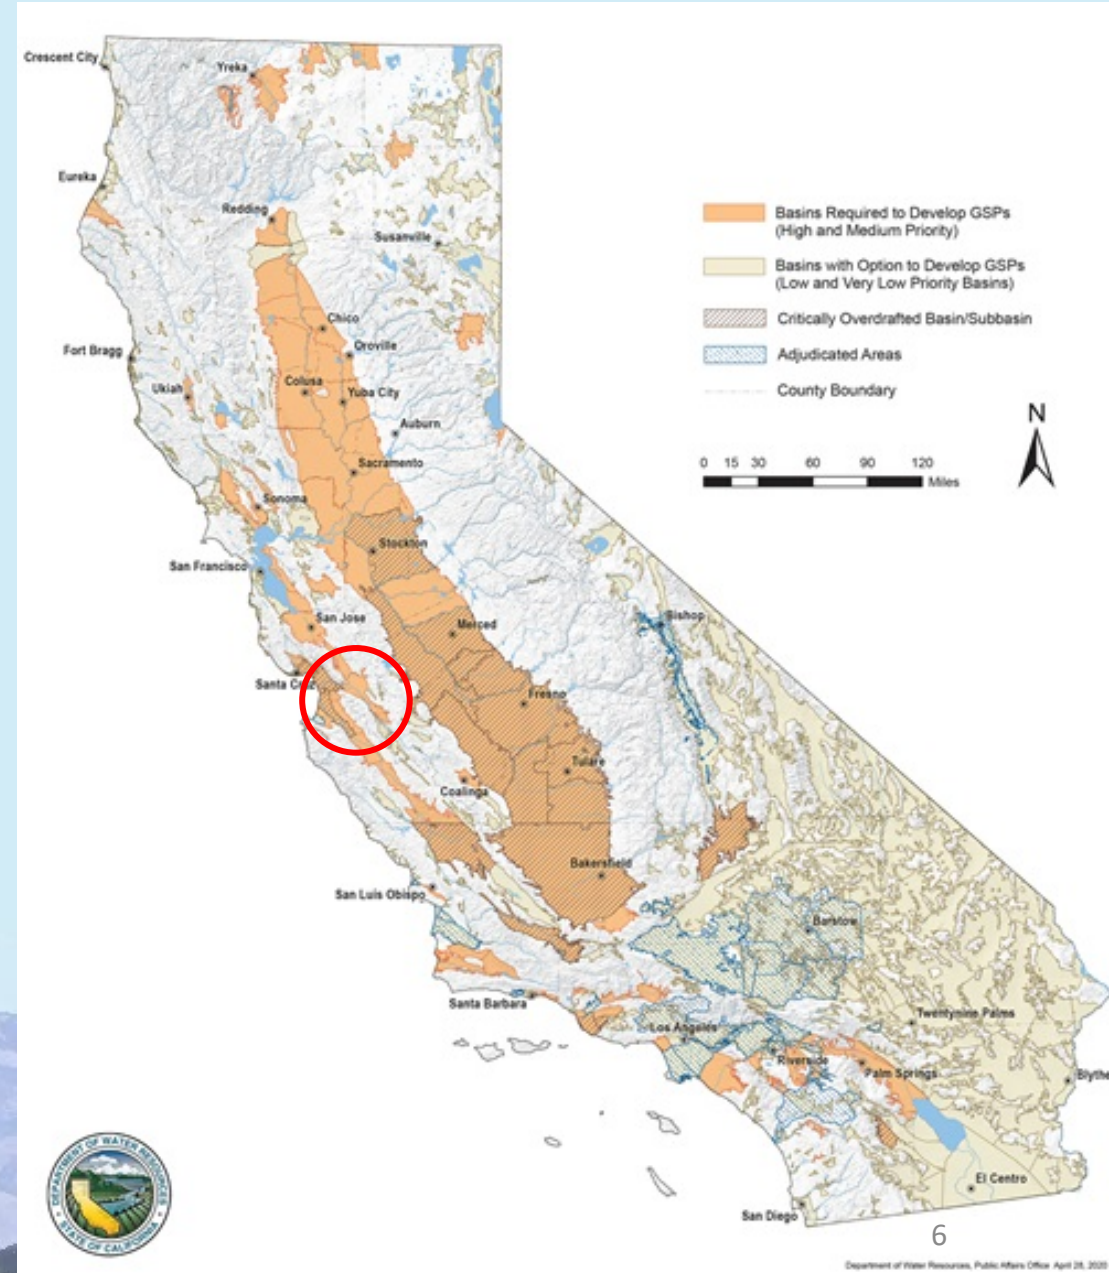 Crescent City
Yreka
Eureka
Redding
Susanville
Chico
Oroville
Fort Bragg
Colusa
Ukiah
Yuba City
Auburn
Sacramento
Sonoma
Stockton
San Francisco
San Jose
Merced
Bishop
Santa Cruz
Fresno
Tulare
Coalinga
Bakersfield
San Luis Obispo
Barstow
Santa Barbara
Los Angeles
Twentynine Palms
Riverside
Palm Springs
Blythe
El Centro
San Diego
Basins Required to Develop GSPs
(High and Medium Priority)
Basins with Option to Develop GSPs
(Low and Very Low Priority Basins)
Critically Overdrafted Basin/Subbasin
Adjudicated Areas
County Boundary
N
0 15 30 60 90 120
Miles
DEPARTMENT OF WATER RESOURCES
STATE OF CALIFORNIA
6
Department of Water Resources, Public Affairs Office April 28, 2020